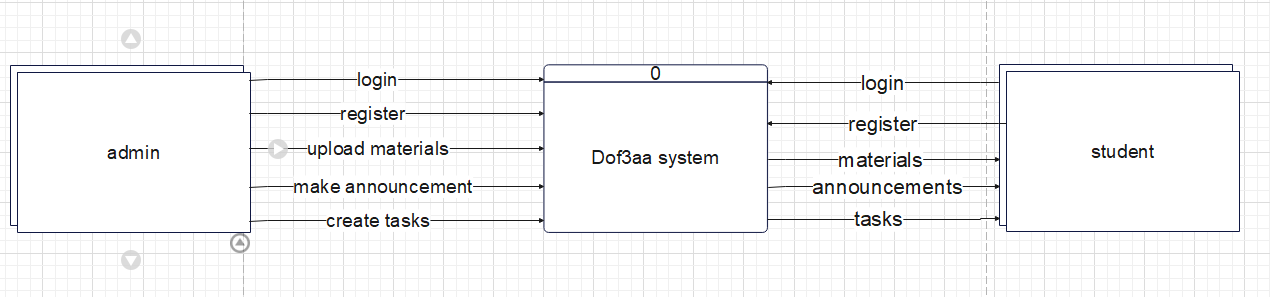 0
login
register
upload materials
make announcement
create tasks
admin
Dof3aa system
login
register
materials
announcements
tasks
student